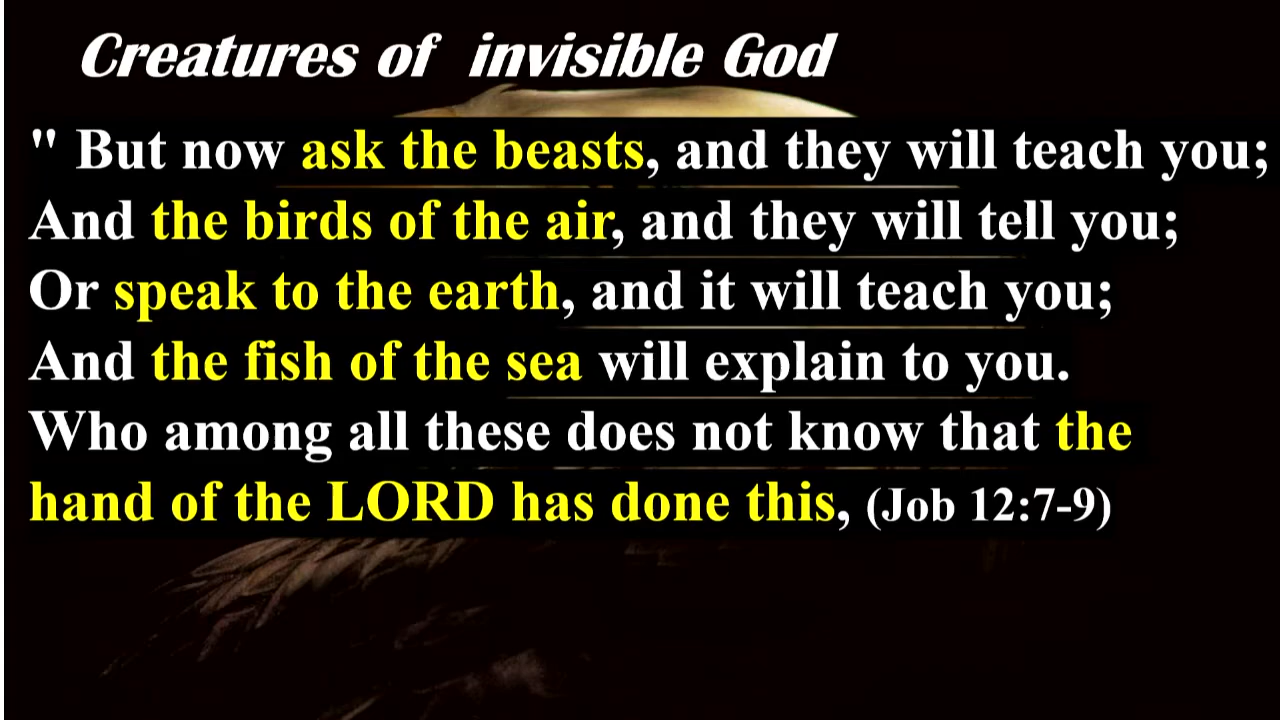 Creatures of invisible God
" But now ask the beasts, and they will teach you;
And the birds of the air, and they will tell you;
Or speak to the earth, and it will teach you;
And the fish of the sea will explain to you.
Who among all these does not know that the
hand of the LORD has done this, (Job 12:7-9)